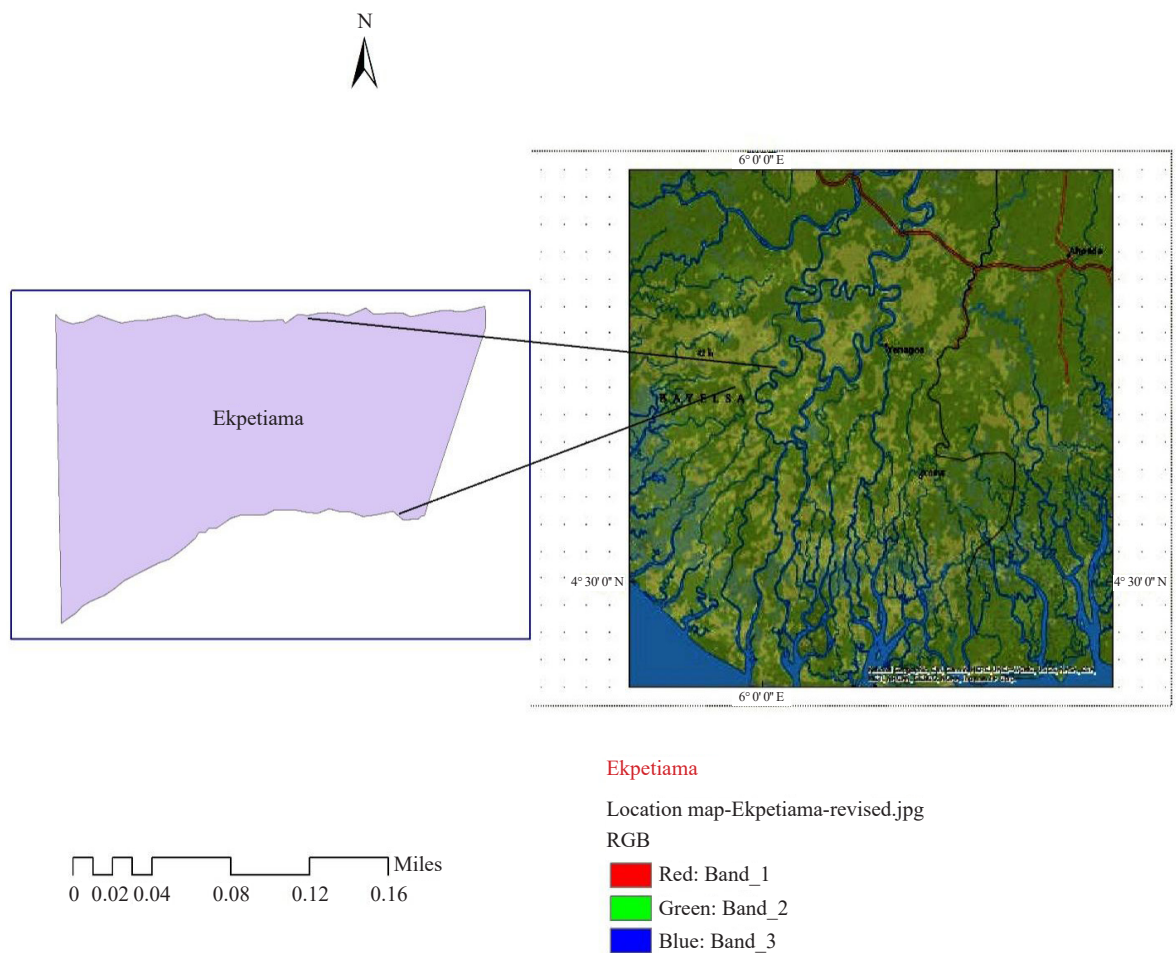 N
6° 0' 0" E
Ahoada
Yenagoa
BAYELSA
Ekpetiama
4° 30' 0" N
4° 30' 0" N
6° 0' 0" E
Ekpetiama
Location map-Ekpetiama-revised.jpg
RGB
Red: Band_1
Green: Band_2
Blue: Band_3
Miles
0 0.02 0.04 0.08 0.12 0.16